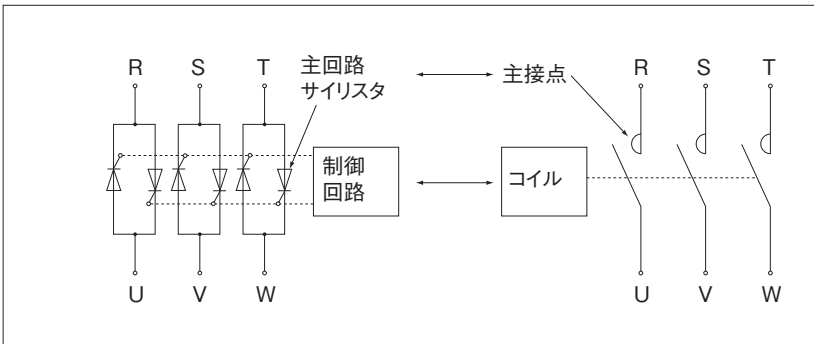 R S T
主回路
サイリスタ
制御
回路
U V W
主接点
コイル
R S T
U V W